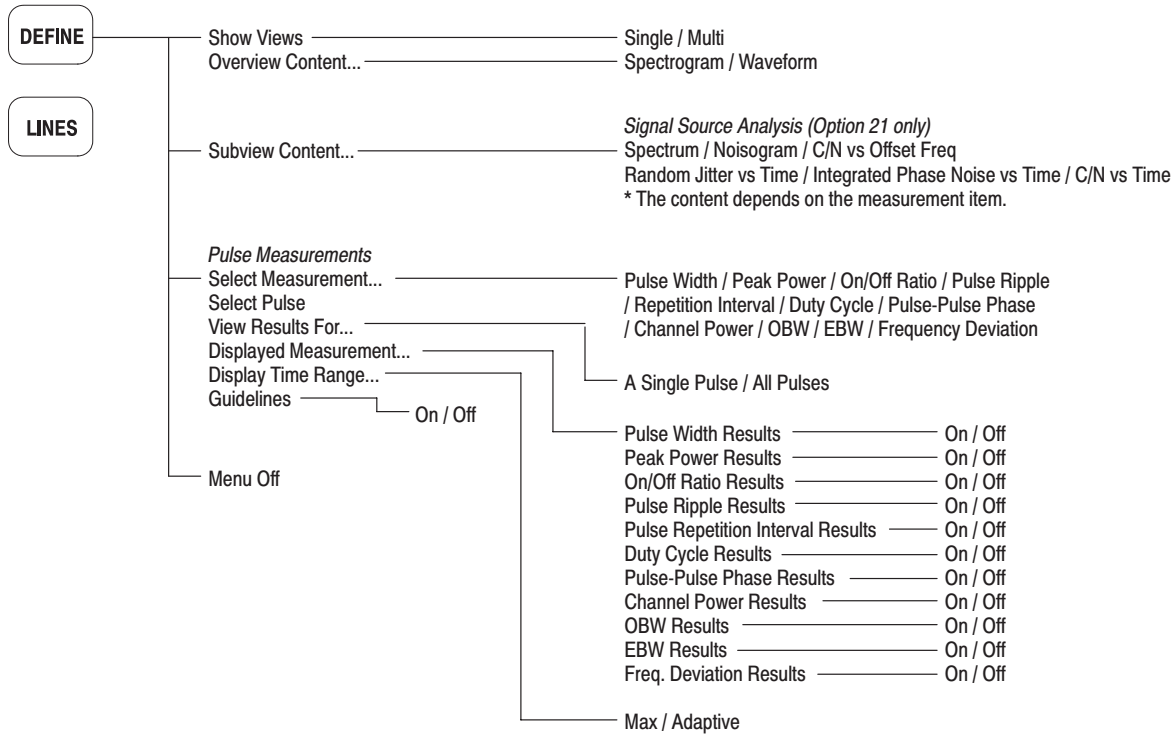 DEFINE
Show Views Single / Multi
Overview Content... Spectrogram / Waveform
LINES
Signal Source Analysis (Option 21 only)
Subview Content... Spectrum / Noisogram / C/N vs Offset Freq
Random Jitter vs Time / Integrated Phase Noise vs Time / C/N vs Time
* The content depends on the measurement item.
Pulse Measurements
Select Measurement... Pulse Width / Peak Power / On/Off Ratio / Pulse Ripple
Select Pulse / Repetition Interval / Duty Cycle / Pulse-Pulse Phase
View Results For... / Channel Power / OBW / EBW / Frequency Deviation
Displayed Measurement...
Display Time Range... A Single Pulse / All Pulses
Guidelines On / Off
Pulse Width Results On / Off
Peak Power Results On / Off
Menu Off On/Off Ratio Results On / Off
Pulse Ripple Results On / Off
Pulse Repetition Interval Results On / Off
Duty Cycle Results On / Off
Pulse-Pulse Phase Results On / Off
Channel Power Results On / Off
OBW Results On / Off
EBW Results On / Off
Freq. Deviation Results On / Off
Max / Adaptive